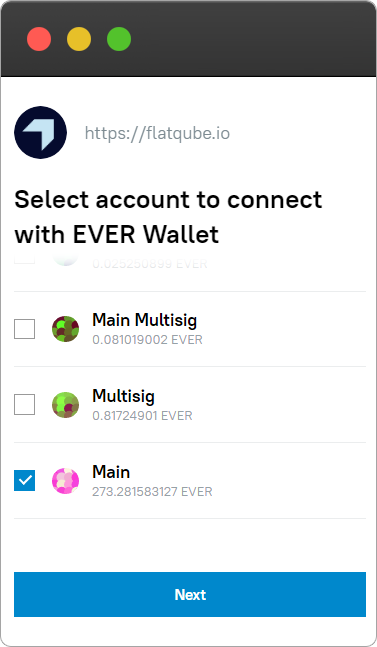 https://flatqube.io
Select account to connect
with EVER Wallet
0.025250899 EVER
Main Multisig
0.081019002 EVER
Multisig
0.81724901 EVER
Main
273.281583127 EVER
Next